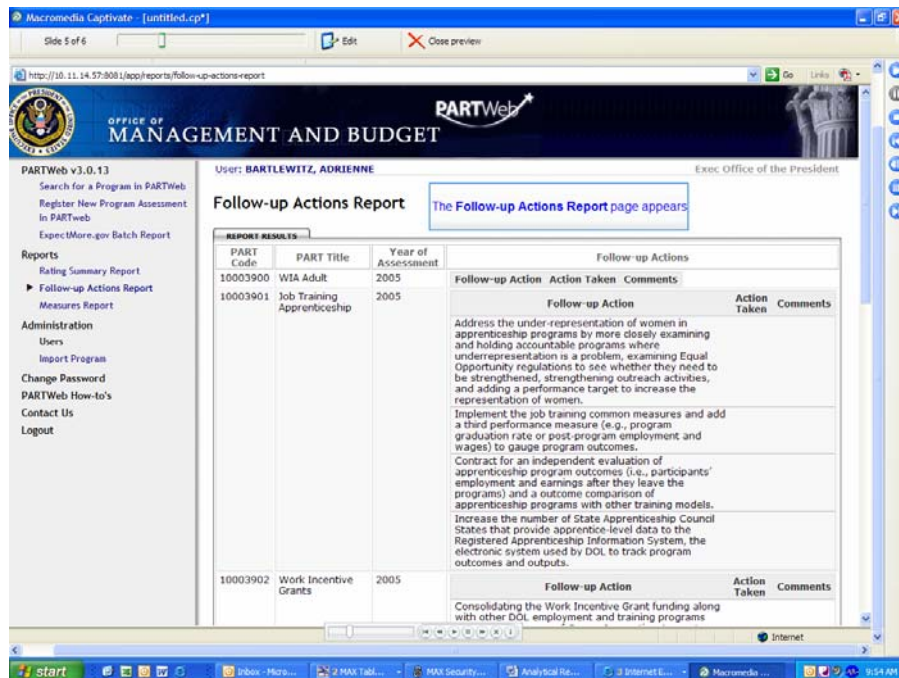 Macromedia Captivate - [untitled.cp*]
Slide 5 of 6
Edit
Close preview
http://10.11.14.57:8081/app/reports/follow-up-actions-report
Go
Links
OFFICE OF
MANAGEMENT AND BUDGET
PARTWeb
PARTWeb v3.0.13
Search for a Program in PARTWeb
Register New Program Assessment
in PARTweb
ExpectMore.gov Batch Report
Reports
Rating Summary Report
Follow-up Actions Report
Measures Report
Administration
Users
Import Program
Change Password
PARTWeb How-to's
Contact Us
Logout
User: BARTLEWITZ, ADRIENNE
Exec Office of the President
Follow-up Actions Report
The Follow-up Actions Report page appears
REPORT RESULTS
PART Code
PART Title
Year of Assessment
Follow-up Actions
10003900 WIA Adult 2005
Follow-up Action Action Taken Comments
10003901 Job Training Apprenticeship 2005
Follow-up Action Action Taken Comments
Address the under-representation of women in
apprenticeship programs by more closely examining
and holding accountable programs where
underrepresentation is a problem, examining Equal
Opportunity regulations to see whether they need to
be strengthened, strengthening outreach activities,
and adding a performance target to increase the
representation of women.
Implement the job training common measures and add
a third performance measure (e.g., program
graduation rate or post-program employment and
wages) to gauge program outcomes.
Contract for an independent evaluation of
apprenticeship program outcomes (i.e., participants'
employment and earnings after they leave the
programs) and a outcome comparison of
apprenticeship programs with other training models.
Increase the number of State Apprenticeship Council
States that provide apprentice-level data to the
Registered Apprenticeship Information System, the
electronic system used by DOL to track program
outcomes and outputs.
10003902 Work Incentive Grants 2005
Follow-up Action Action Taken Comments
Consolidating the Work Incentive Grant funding along
with other DOL employment and training programs
Internet
start
Inbox - Micro...
2 MAX Tabl...
MAX Security...
Analytical Re...
3 Internet E...
Macromedia ...
9:54 AM